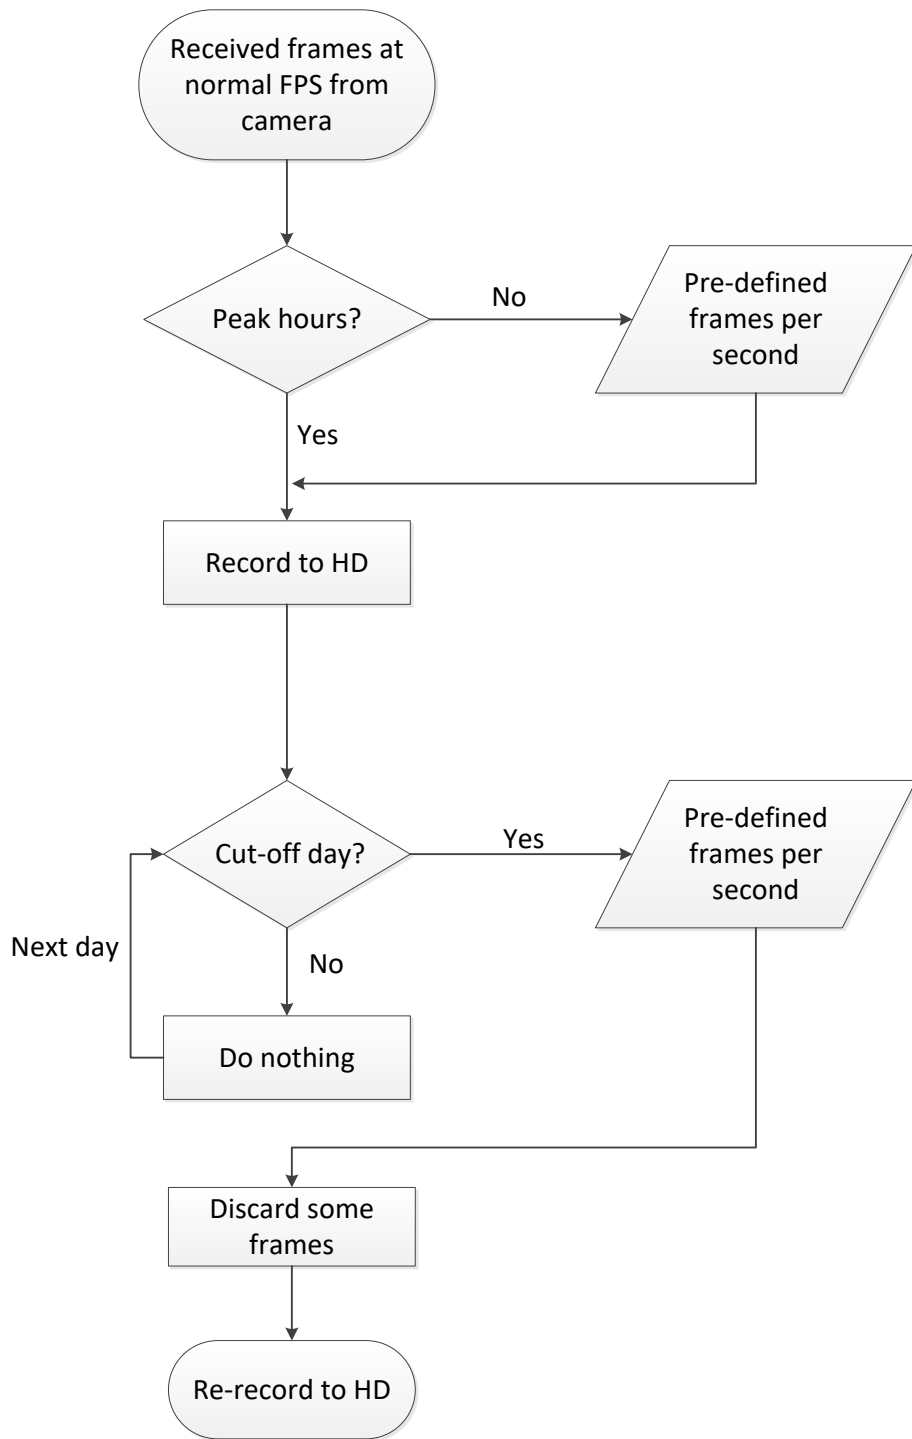 Received frames at
normal FPS from
camera
Peak hours?
No
Pre-defined
frames per
second
Yes
Record to HD
Cut-off day?
Yes
Pre-defined
frames per
second
Next day
No
Do nothing
Discard some
frames
Re-record to HD